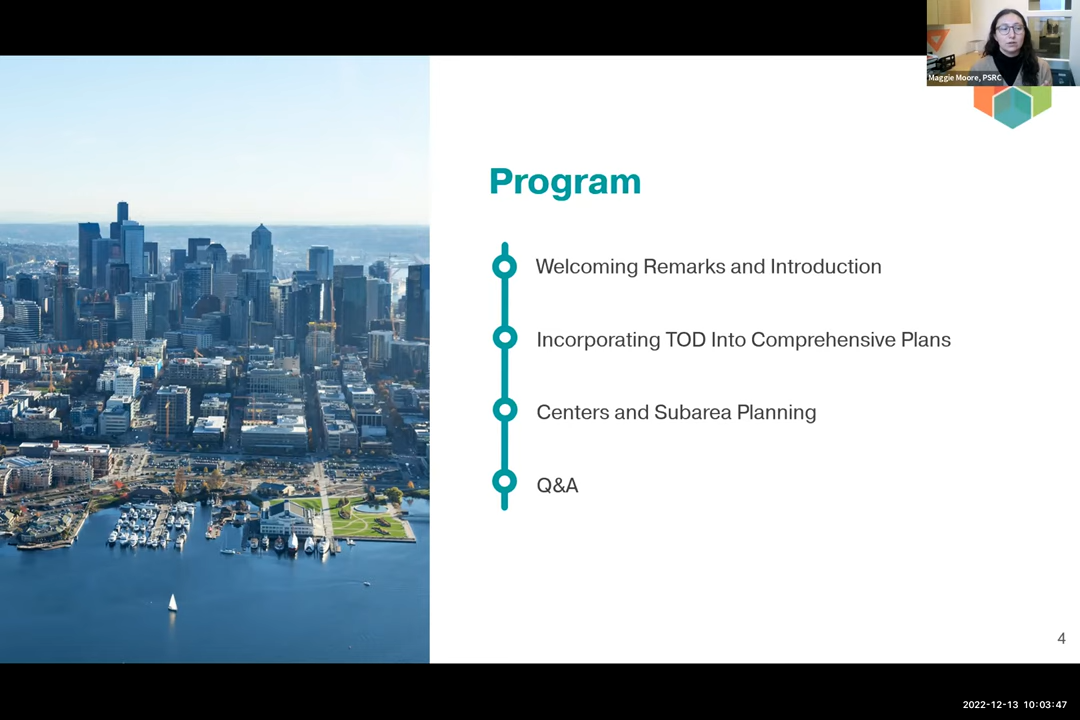 Maggie Moore, PSRC
Program
Welcoming Remarks and Introduction
Incorporating TOD Into Comprehensive Plans
Centers and Subarea Planning
Q&A
4
2022-12-13 10:03:47